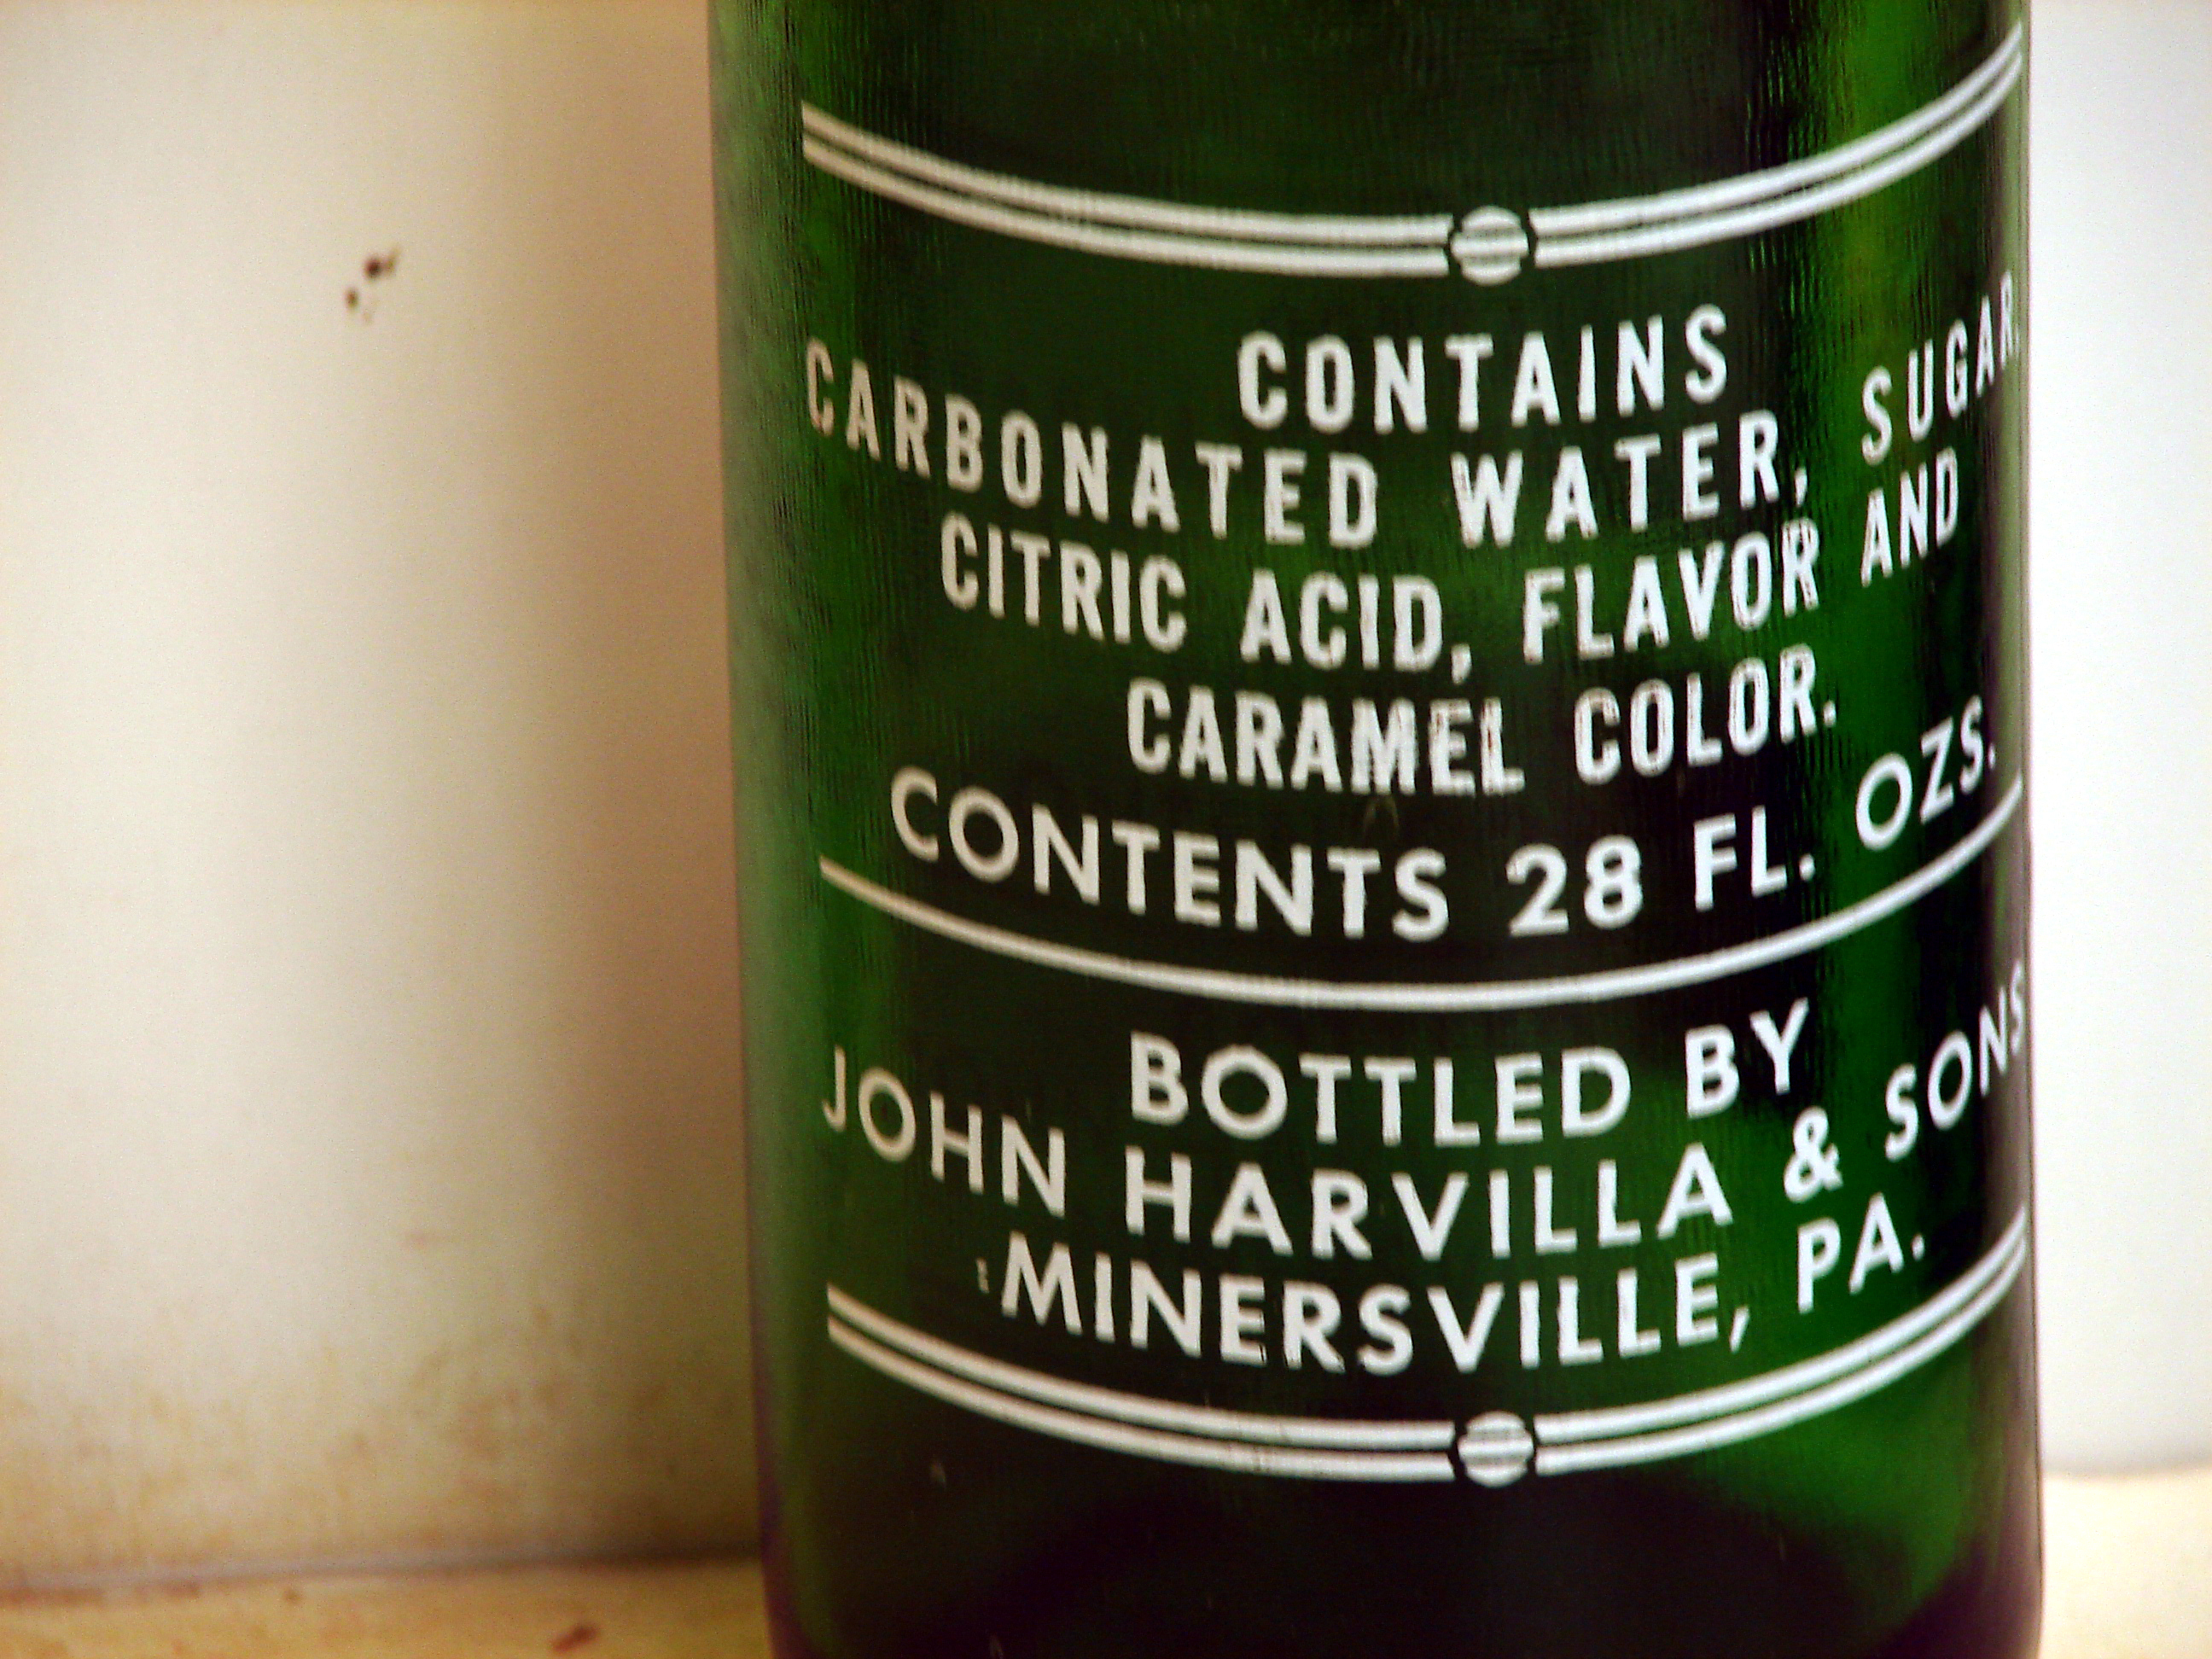 CONTAINS
CARBONATED WATER, SUGAR,
CITRIC ACID, FLAVOR AND
CARAMEL COLOR.
CONTENTS 28 FL. OZS.
BOTTLED BY
JOHN HARVILLA & SONS
MINERSVILLE, PA.